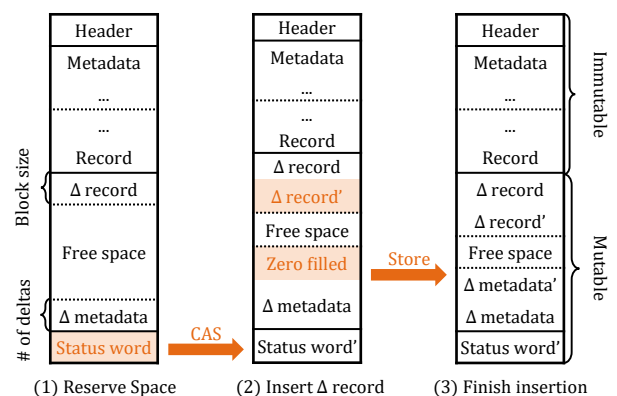 Header
Metadata
...
...
Record
Δ record
Free space
Δ metadata
Status word
Block size
# of deltas
(1) Reserve Space
CAS
Header
Metadata
...
...
Record
Δ record
Δ record'
Free space
Zero filled
Δ metadata
Status word'
(2) Insert Δ record
Store
Header
Metadata
...
...
Record
Δ record
Δ record'
Free space
Δ metadata'
Δ metadata
Status word'
Immutable
Mutable
(3) Finish insertion